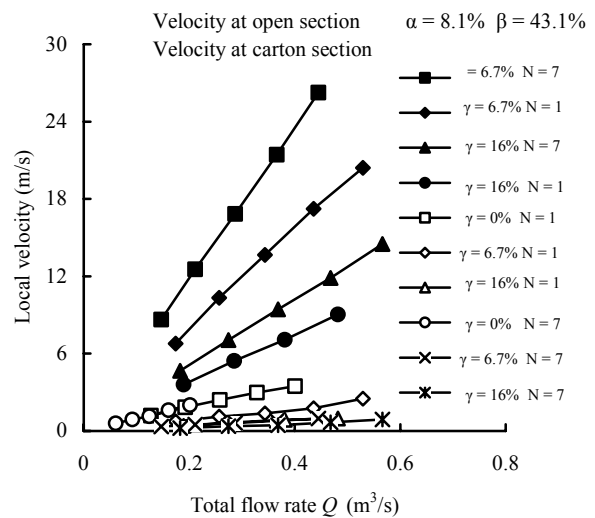 Velocity at open section α = 8.1% β = 43.1%
Velocity at carton section
30
24
18
12
6
0
Local velocity (m/s)
0 0.2 0.4 0.6 0.8
Total flow rate Q (m³/s)
= 6.7% N = 7
γ = 6.7% N = 1
γ = 16% N = 7
γ = 16% N = 1
γ = 0% N = 1
γ = 6.7% N = 1
γ = 16% N = 1
γ = 0% N = 7
γ = 6.7% N = 7
γ = 16% N = 7